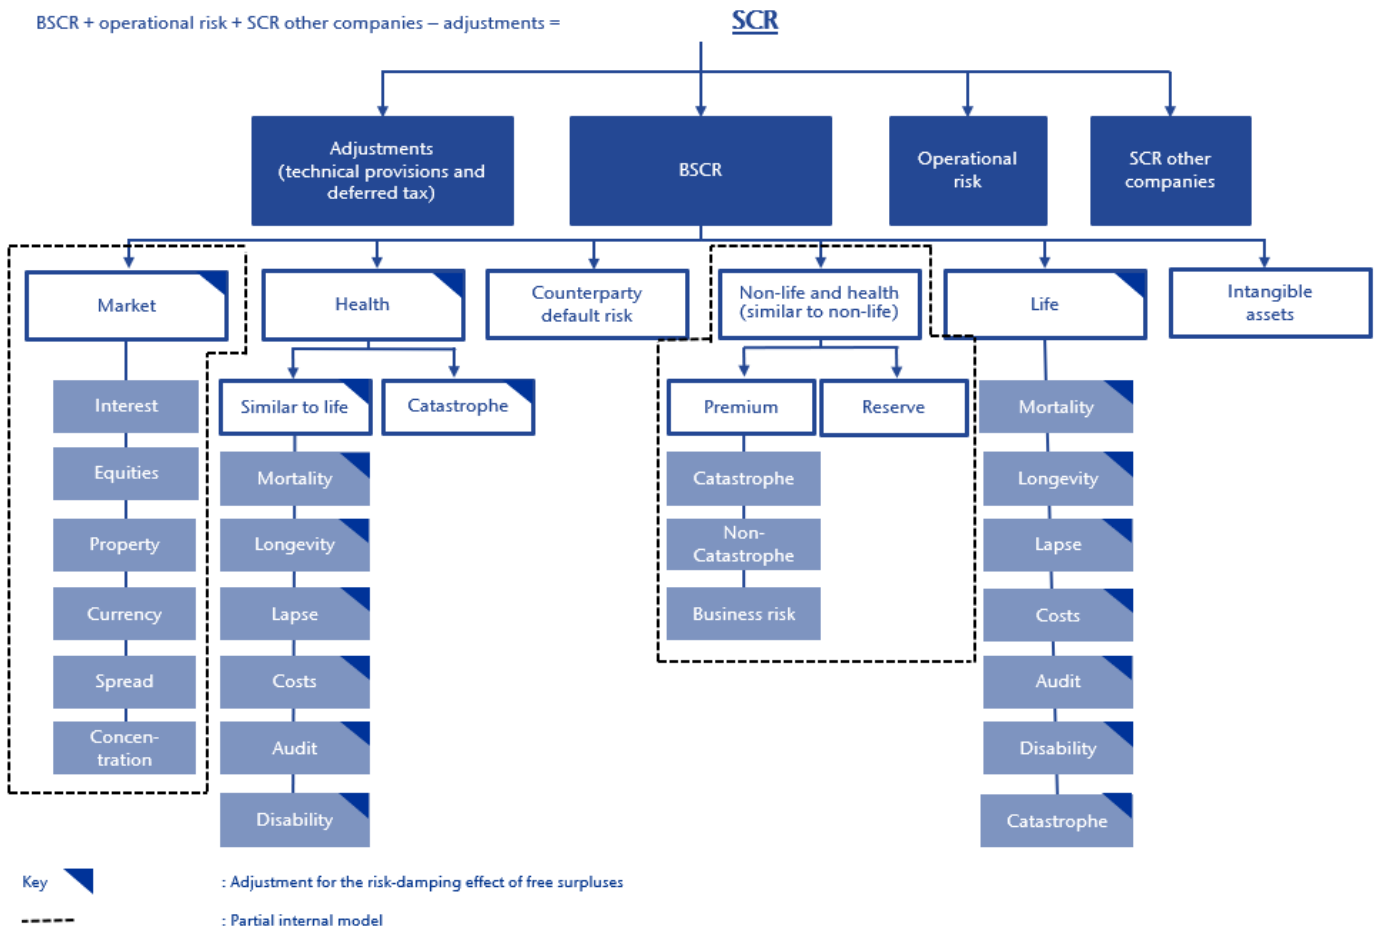 BSCR + operational risk + SCR other companies – adjustments =
SCR
Adjustments
(technical provisions and
deferred tax)
BSCR
Operational
risk
SCR other
companies
Market
Health
Counterparty
default risk
Non-life and health
(similar to non-life)
Life
Intangible
assets
Interest
Equities
Property
Currency
Spread
Concen-
tration
Similar to life
Catastrophe
Mortality
Longevity
Lapse
Costs
Audit
Disability
Premium
Reserve
Catastrophe
Non-
Catastrophe
Business risk
Mortality
Longevity
Lapse
Costs
Audit
Disability
Catastrophe
Key
: Adjustment for the risk-damping effect of free surpluses
: Partial internal model